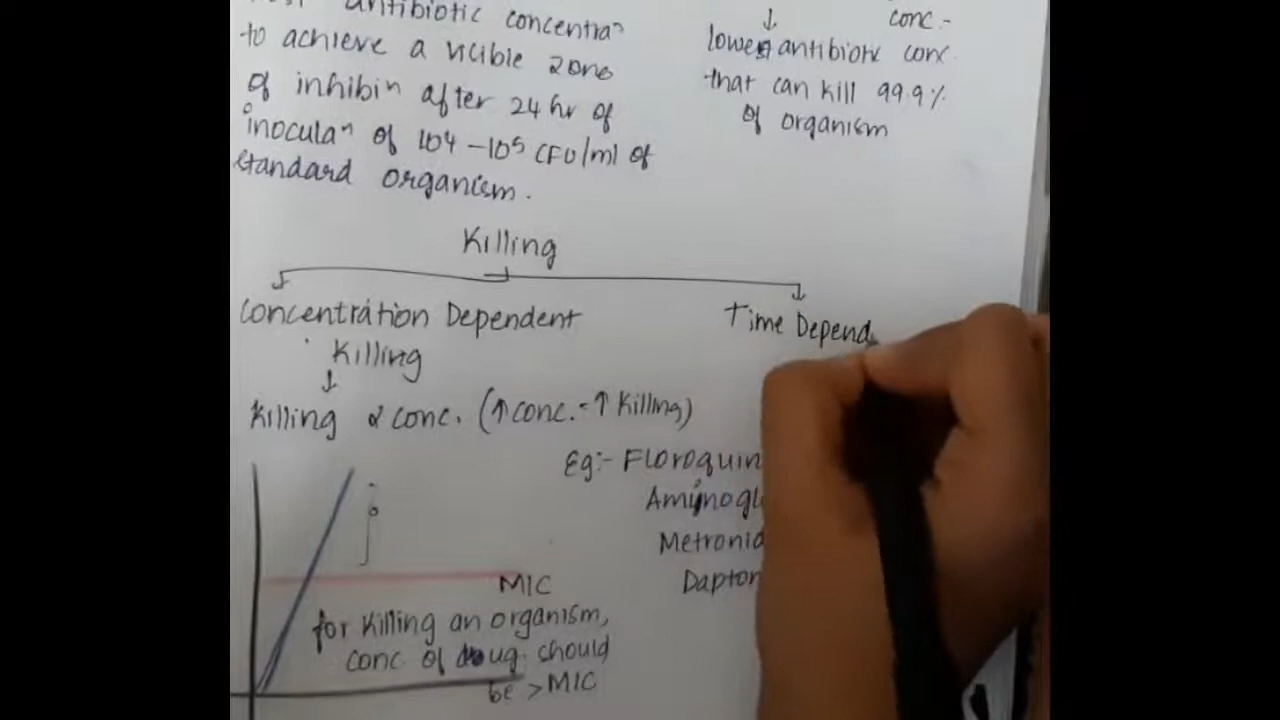 antibiotic concentraⁿ
to achieve a visible zone
of inhibiⁿ after 24 hr of
inoculaⁿ of 10⁴ – 10⁵ CFU/ml of
standard organism.
conc.-
↓
lowest antibiotic conc.
that can kill 99.9%
of organism
Killing
Concentration Dependent
Killing
↓
Time Depend
Killing α conc. (↑ conc. = ↑ Killing)
Eg:- Floroquin
Aminogl
Metronid
Dapto
MIC
for killing an organism,
conc of drug should
be > MIC